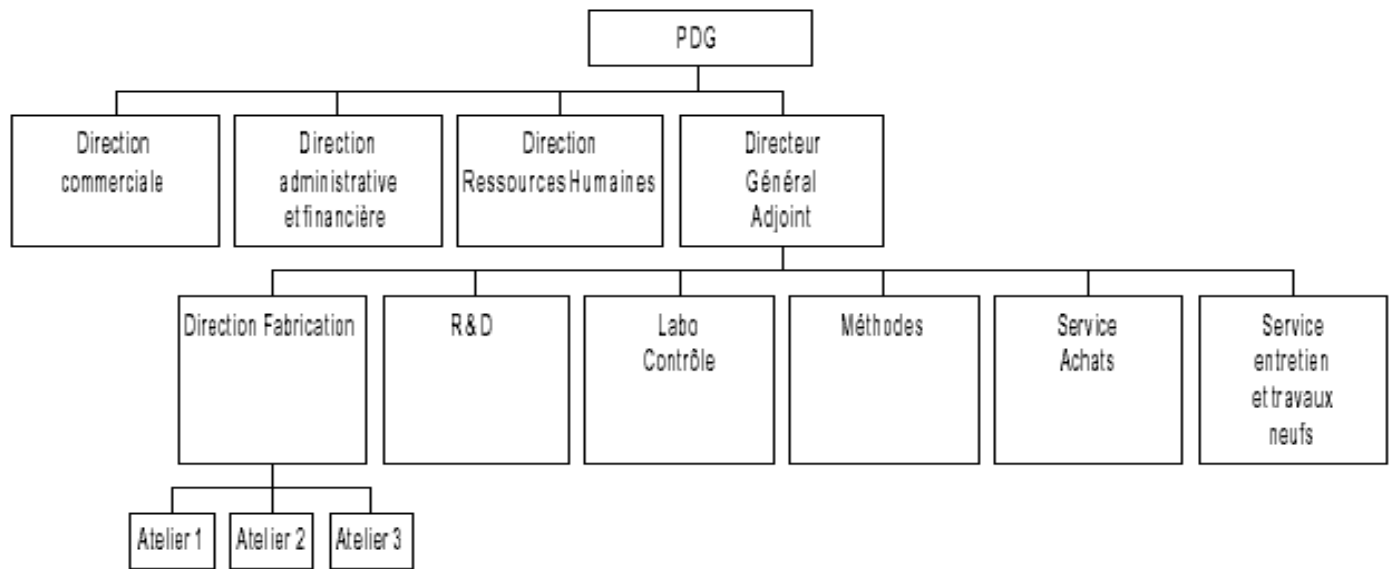 PDG
Direction
commerciale
Direction
administrative
et financière
Direction
Ressources Humaines
Directeur
Général
Adjoint
Direction Fabrication
R&D
Labo
Contrôle
Méthodes
Service
Achats
Service
entretien
et travaux
neufs
Atelier 1
Atelier 2
Atelier 3